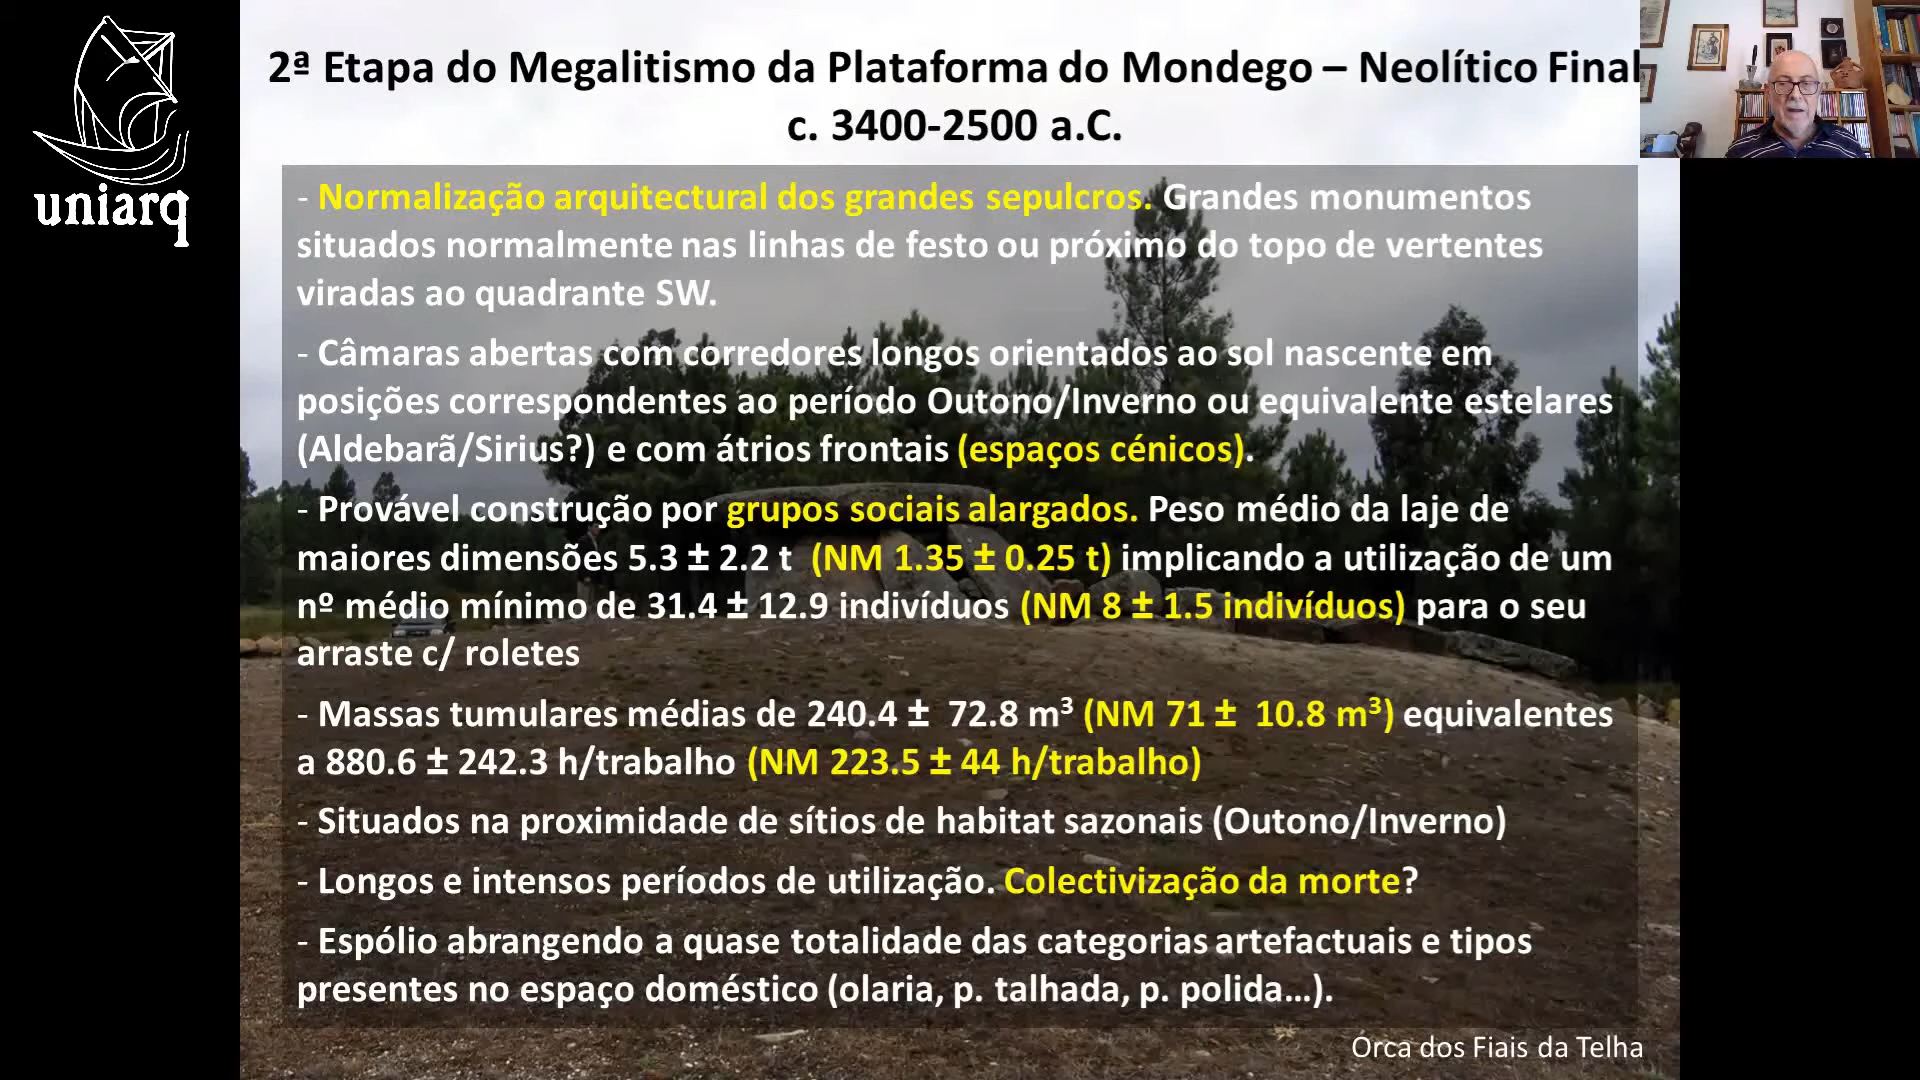 uniarq
2ª Etapa do Megalitismo da Plataforma do Mondego – Neolítico Final
c. 3400-2500 a.C.
- Normalização arquitectural dos grandes sepulcros. Grandes monumentos
situados normalmente nas linhas de festo ou próximo do topo de vertentes
viradas ao quadrante SW.
- Câmaras abertas com corredores longos orientados ao sol nascente em
posições correspondentes ao período Outono/Inverno ou equivalente estelares
(Aldebarã/Sirius?) e com átrios frontais (espaços cénicos).
- Provável construção por grupos sociais alargados. Peso médio da laje de
maiores dimensões 5.3 ± 2.2 t (NM 1.35 ± 0.25 t) implicando a utilização de um
nº médio mínimo de 31.4 ± 12.9 indivíduos (NM 8 ± 1.5 indivíduos) para o seu
arraste c/ roletes
- Massas tumulares médias de 240.4 ± 72.8 m³ (NM 71 ± 10.8 m³) equivalentes
a 880.6 ± 242.3 h/trabalho (NM 223.5 ± 44 h/trabalho)
- Situados na proximidade de sítios de habitat sazonais (Outono/Inverno)
- Longos e intensos períodos de utilização. Colectivização da morte?
- Espólio abrangendo a quase totalidade das categorias artefactuais e tipos
presentes no espaço doméstico (olaria, p. talhada, p. polida...).
Orca dos Fiais da Telha